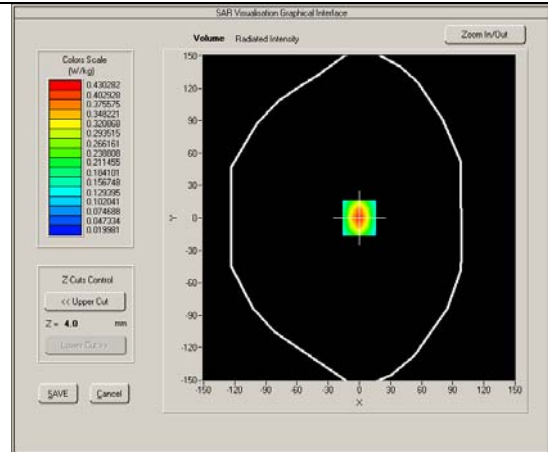 SAR Visualisation Graphical Interface
Volume Radiated Intensity
Zoom In/Out
Colors Scale
(W/kg)
0.430282
0.402928
0.375575
0.348221
0.320868
0.293515
0.266161
0.238808
0.211455
0.184101
0.156748
0.129395
0.102041
0.074688
0.047334
0.019981
Z Cuts Control
<< Upper Cut
Z = 4.0 mm
Lower Cut >>
SAVE Cancel
150
120
90
60
30
0
-30
-60
-90
-120
-150
Y
-150 -120 -90 -60 -30 0 30 60 90 120 150
X